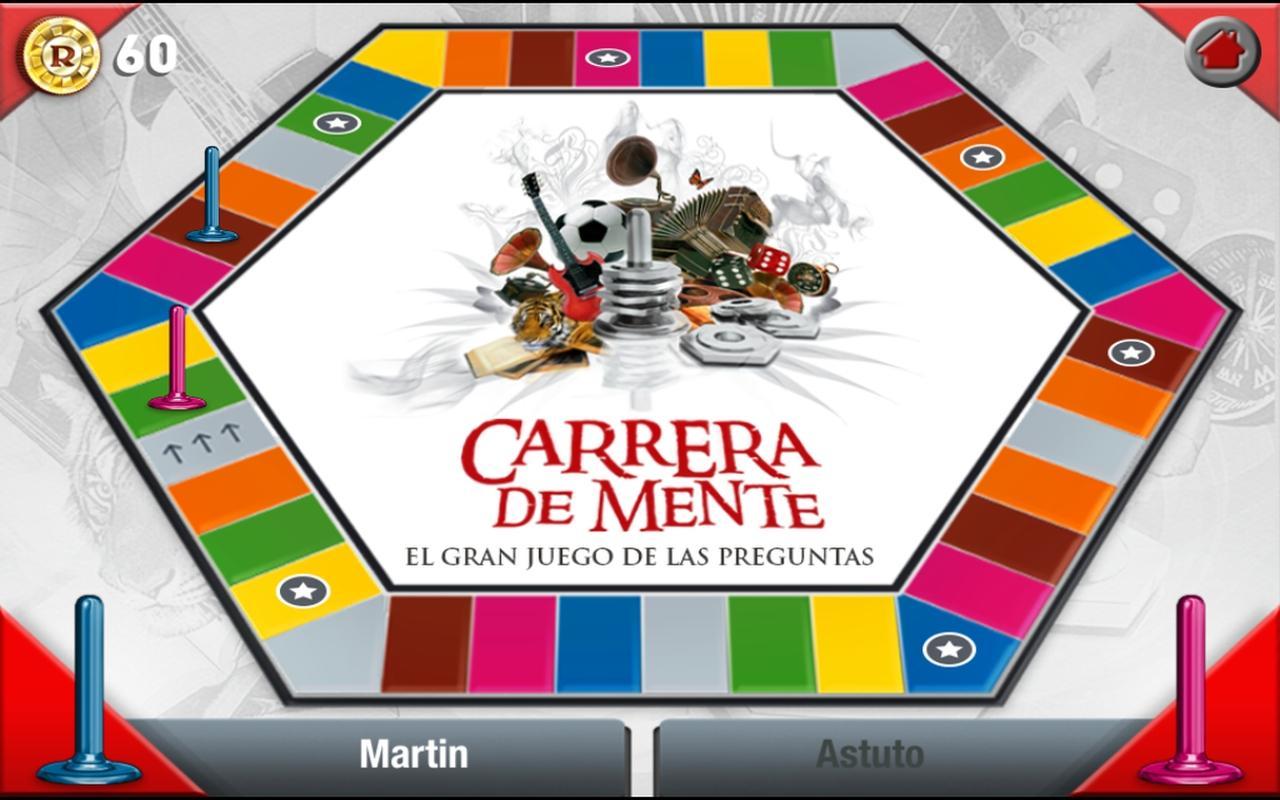 R 60
CARRERA
DE MENTE
EL GRAN JUEGO DE LAS PREGUNTAS
Martin
Astuto